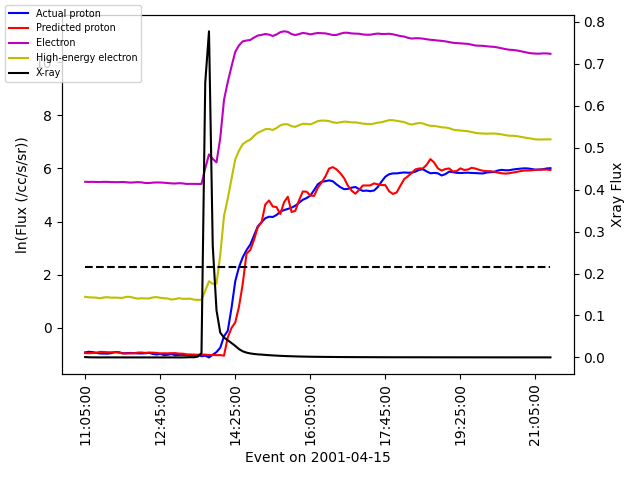 Actual proton
Predicted proton
Electron
High-energy electron
X-ray
10
8
6
4
2
0
ln(Flux (/cc/s/sr))
0.8
0.7
0.6
0.5
0.4
0.3
0.2
0.1
0.0
Xray Flux
11:05:00
12:45:00
14:25:00
16:05:00
17:45:00
19:25:00
21:05:00
Event on 2001-04-15